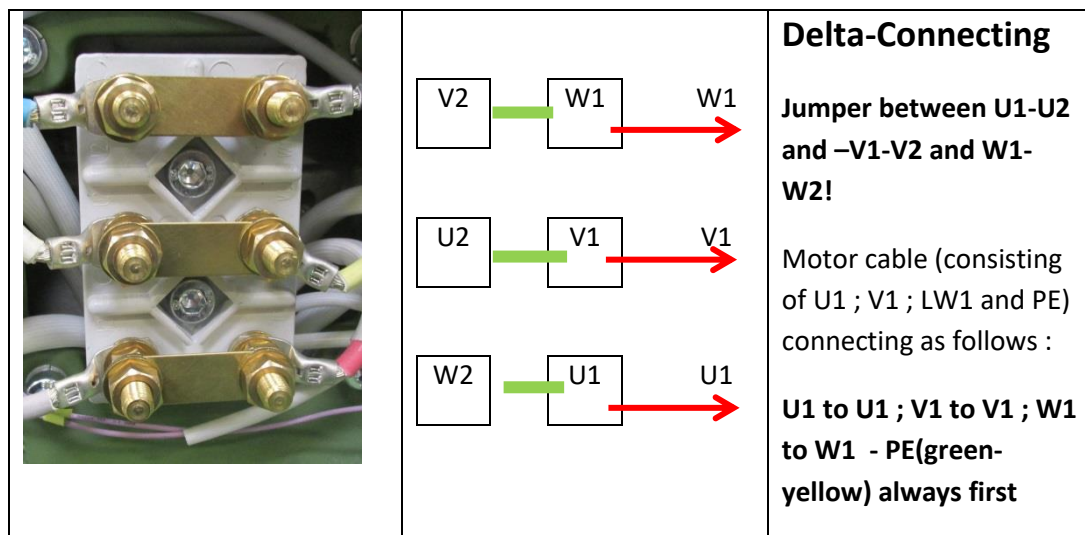 V2 W1 W1
U2 V1 V1
W2 U1 U1
Delta-Connecting
Jumper between U1-U2
and –V1-V2 and W1-
W2!
Motor cable (consisting
of U1 ; V1 ; LW1 and PE)
connecting as follows :
U1 to U1 ; V1 to V1 ; W1
to W1 - PE(green-
yellow) always first